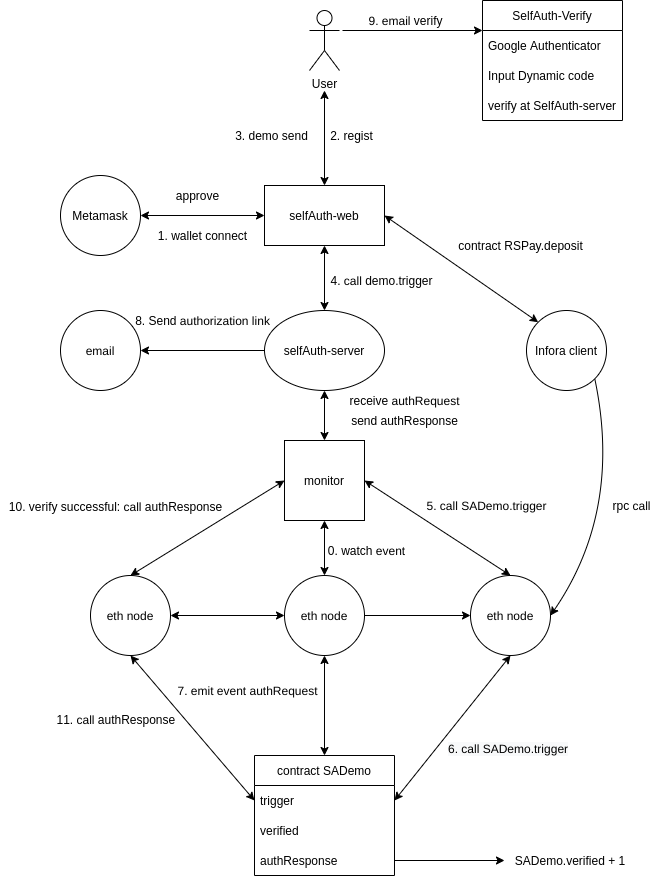 9. email verify
SelfAuth-Verify
Google Authenticator
Input Dynamic code
verify at SelfAuth-server
User
3. demo send
2. regist
Metamask
approve
1. wallet connect
selfAuth-web
contract RSPay.deposit
4. call demo.trigger
8. Send authorization link
email
selfAuth-server
Infora client
receive authRequest
send authResponse
monitor
10. verify successful: call authResponse
5. call SADemo.trigger
rpc call
0. watch event
eth node
eth node
eth node
7. emit event authRequest
11. call authResponse
6. call SADemo.trigger
contract SADemo
trigger
verified
authResponse
SADemo.verified + 1